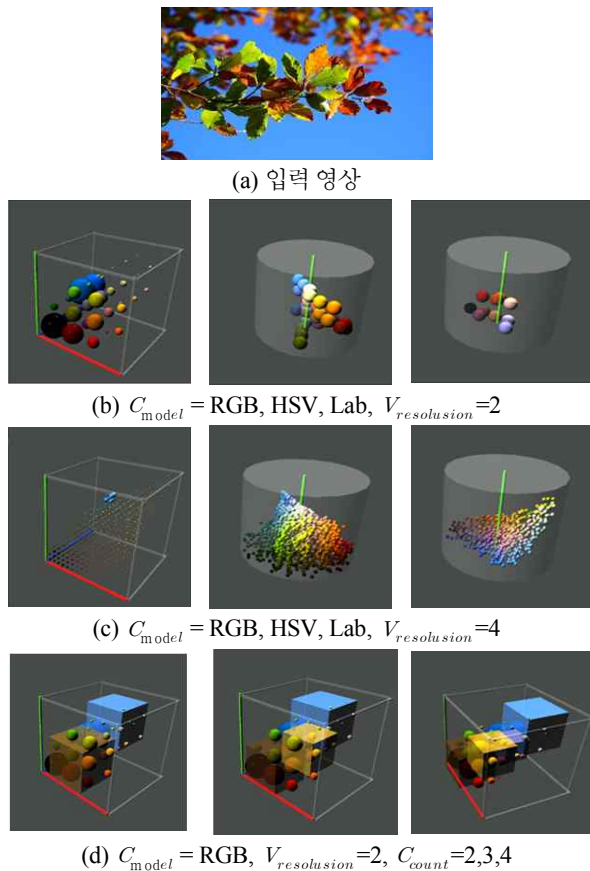 (a) 입력 영상
(b) C_model = RGB, HSV, Lab, V_resolusion=2
(c) C_model = RGB, HSV, Lab, V_resolusion=4
(d) C_model = RGB, V_resolusion=2, C_count=2,3,4